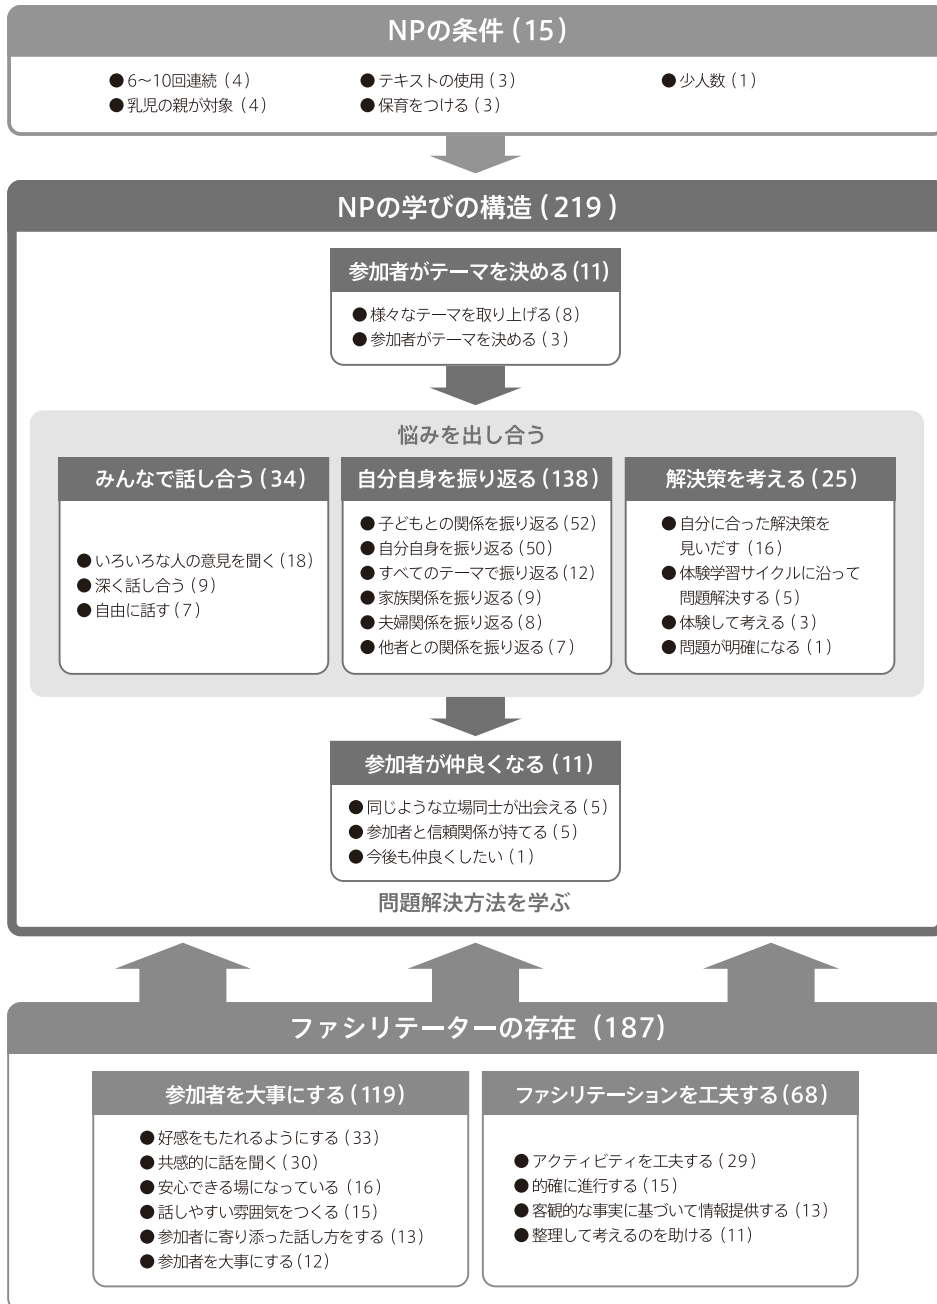 NPの条件（15）
●6〜10回連続（4）
●乳児の親が対象（4）
●テキストの使用（3）
●保育をつける（3）
●少人数（1）
NPの学びの構造（219）
参加者がテーマを決める（11）
●様々なテーマを取り上げる（8）
●参加者がテーマを決める（3）
悩みを出し合う
みんなで話し合う（34）
●いろいろな人の意見を聞く（18）
●深く話し合う（9）
●自由に話す（7）
自分自身を振り返る（138）
●子どもとの関係を振り返る（52）
●自分自身を振り返る（50）
●すべてのテーマで振り返る（12）
●家族関係を振り返る（9）
●夫婦関係を振り返る（8）
●他者との関係を振り返る（7）
解決策を考える（25）
●自分に合った解決策を
見いだす（16）
●体験学習サイクルに沿って
問題解決する（5）
●体験して考える（3）
●問題が明確になる（1）
参加者が仲良くなる（11）
●同じような立場同士が出会える（5）
●参加者と信頼関係が持てる（5）
●今後も仲良くしたい（1）
問題解決方法を学ぶ
ファシリテーターの存在（187）
参加者を大事にする（119）
●好感をもたれるようにする（33）
●共感的に話を聞く（30）
●安心できる場になっている（16）
●話しやすい雰囲気をつくる（15）
●参加者に寄り添った話し方をする（13）
●参加者を大事にする（12）
ファシリテーションを工夫する（68）
●アクティビティを工夫する（29）
●的確に進行する（15）
●客観的な事実に基づいて情報提供する（13）
●整理して考えるのを助ける（11）